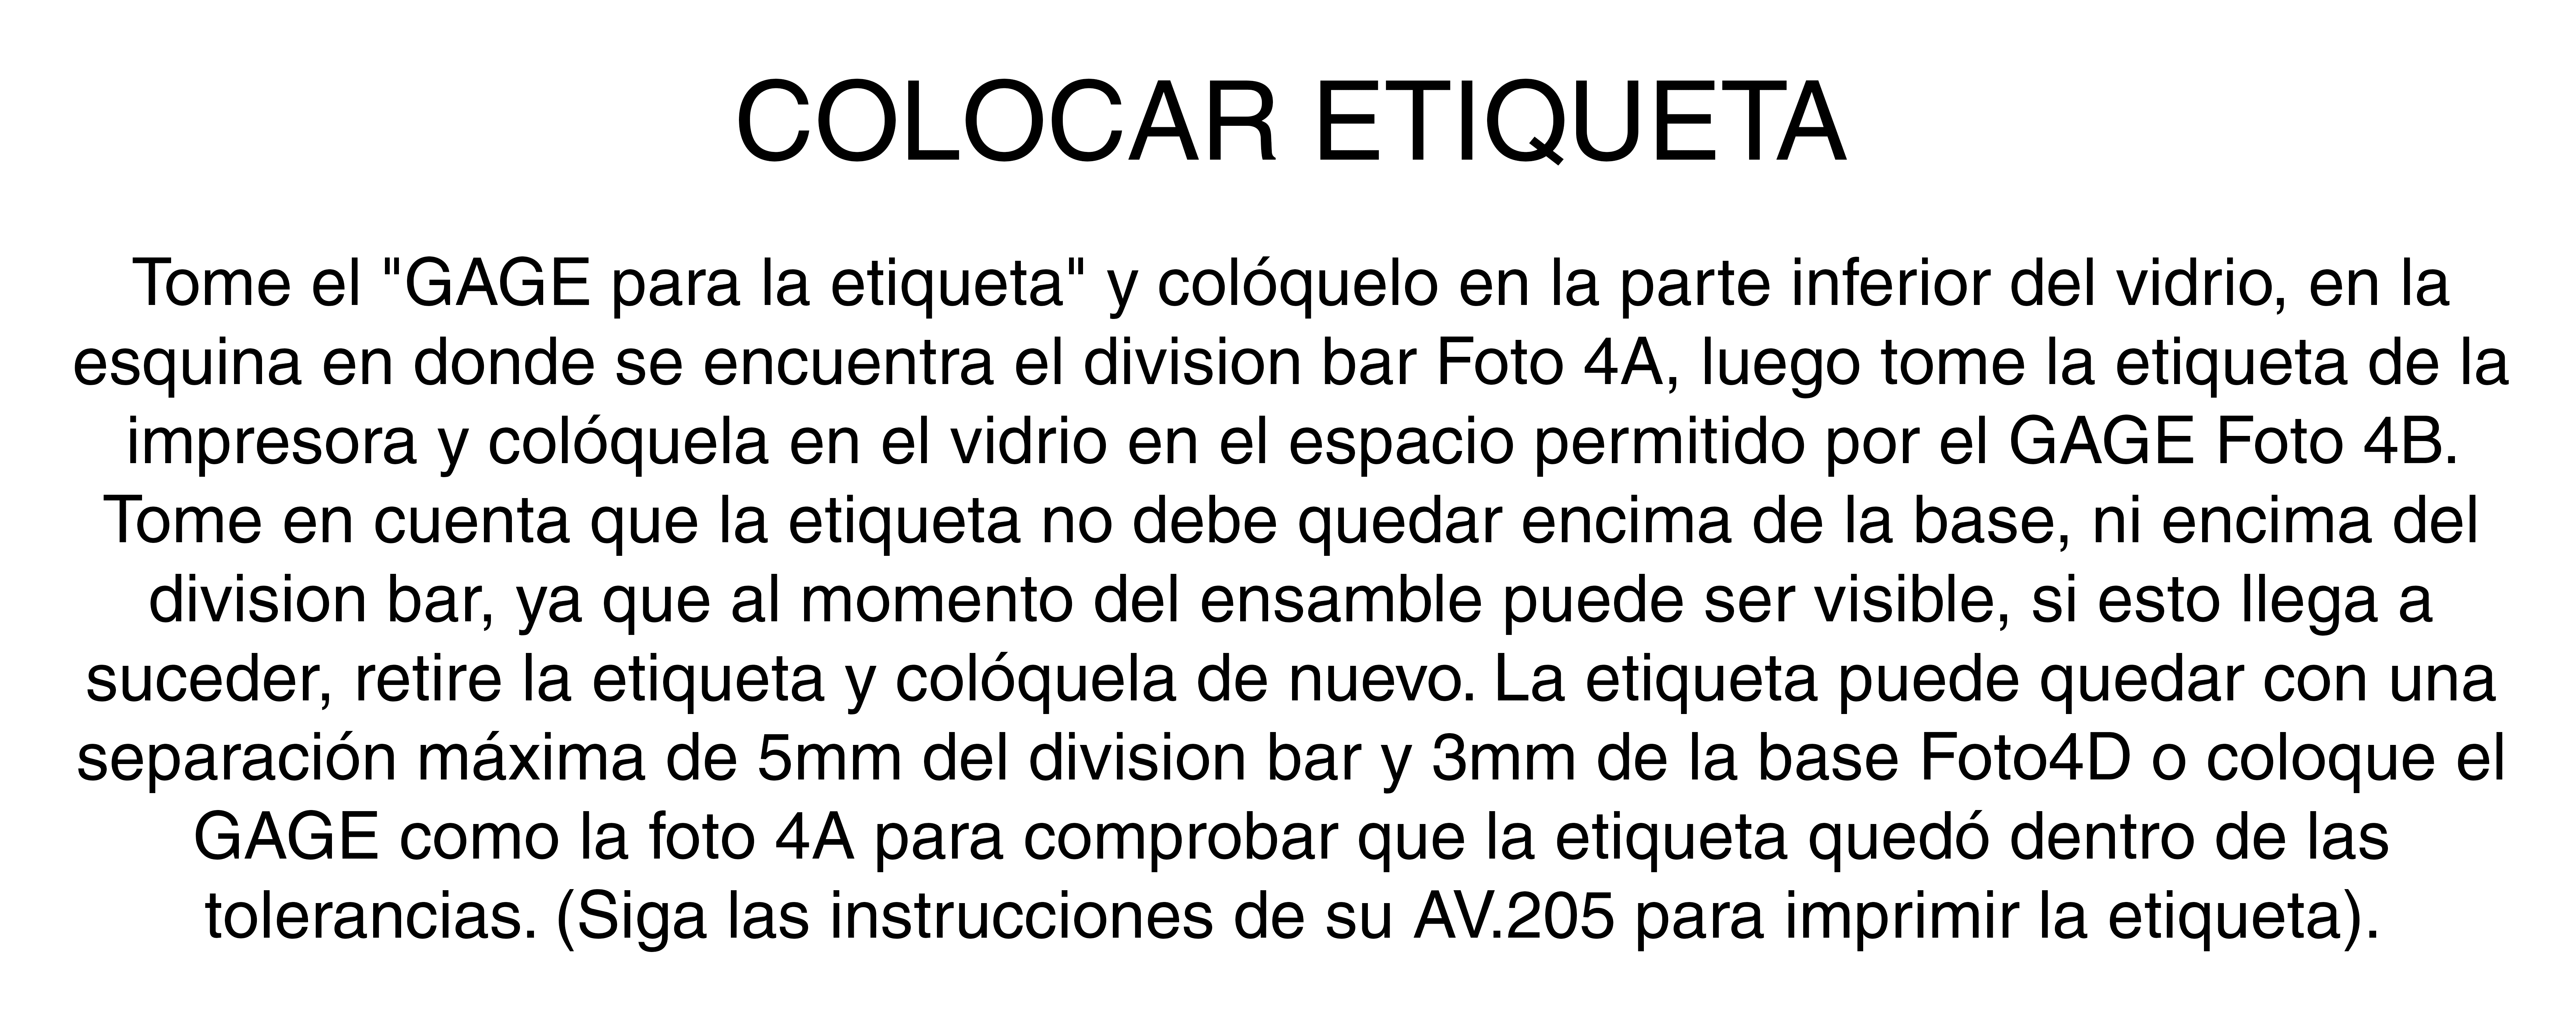 COLOCAR ETIQUETA
Tome el "GAGE para la etiqueta" y colóquelo en la parte inferior del vidrio, en la
esquina en donde se encuentra el division bar Foto 4A, luego tome la etiqueta de la
impresora y colóquela en el vidrio en el espacio permitido por el GAGE Foto 4B.
Tome en cuenta que la etiqueta no debe quedar encima de la base, ni encima del
division bar, ya que al momento del ensamble puede ser visible, si esto llega a
suceder, retire la etiqueta y colóquela de nuevo. La etiqueta puede quedar con una
separación máxima de 5mm del division bar y 3mm de la base Foto4D o coloque el
GAGE como la foto 4A para comprobar que la etiqueta quedó dentro de las
tolerancias. (Siga las instrucciones de su AV.205 para imprimir la etiqueta).